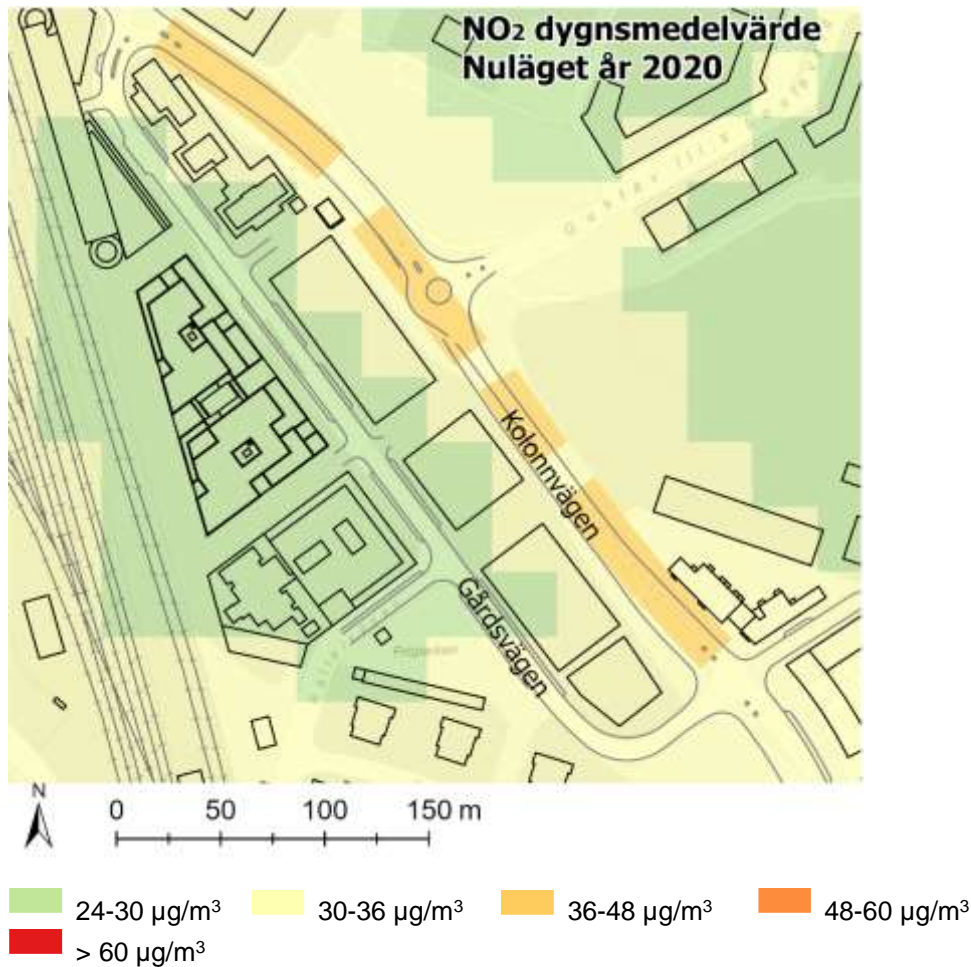 NO₂ dygnsmedelvärde
Nuläget år 2020
Kolonnvägen
Gårdsvägen
N
0 50 100 150 m
24-30 µg/m³ 30-36 µg/m³ 36-48 µg/m³ 48-60 µg/m³
> 60 µg/m³